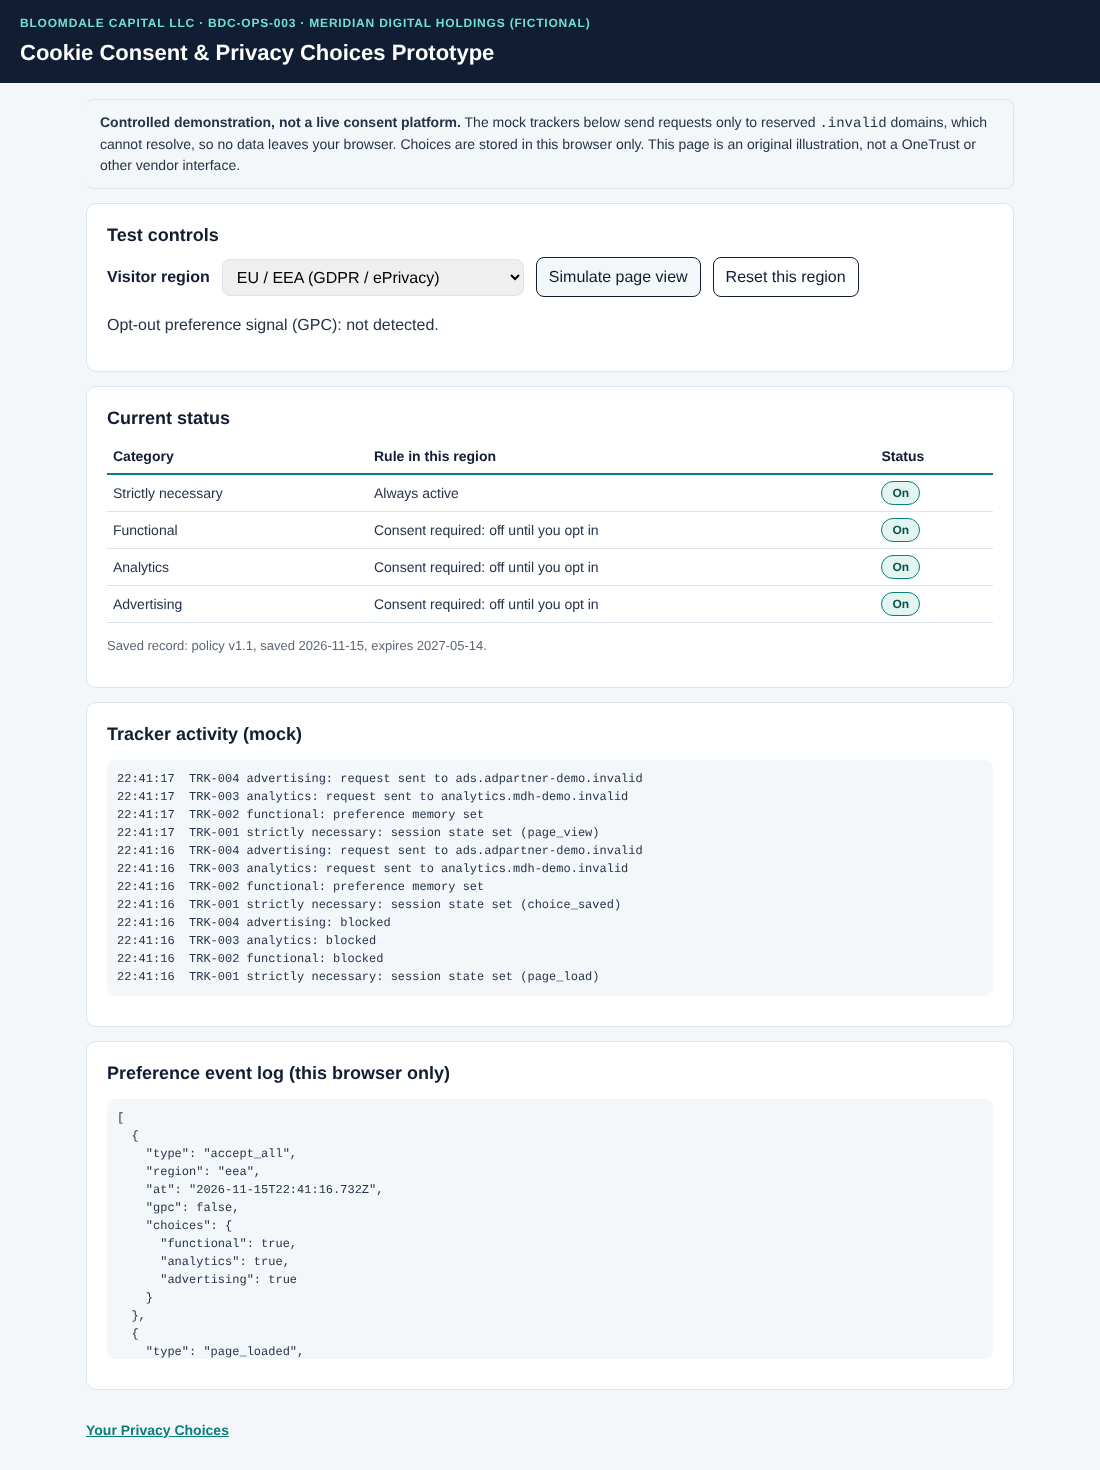 BLOOMDALE CAPITAL LLC · BDC-OPS-003 · MERIDIAN DIGITAL HOLDINGS (FICTIONAL)
Cookie Consent & Privacy Choices Prototype
Controlled demonstration, not a live consent platform. The mock trackers below send requests only to reserved .invalid domains, which
cannot resolve, so no data leaves your browser. Choices are stored in this browser only. This page is an original illustration, not a OneTrust or
other vendor interface.
Test controls
Visitor region EU / EEA (GDPR / ePrivacy) Simulate page view Reset this region
Opt-out preference signal (GPC): not detected.
Current status
Category Rule in this region Status
Strictly necessary Always active On
Functional Consent required: off until you opt in On
Analytics Consent required: off until you opt in On
Advertising Consent required: off until you opt in On
Saved record: policy v1.1, saved 2026-11-15, expires 2027-05-14.
Tracker activity (mock)
22:41:17 TRK-004 advertising: request sent to ads.adpartner-demo.invalid
22:41:17 TRK-003 analytics: request sent to analytics.mdh-demo.invalid
22:41:17 TRK-002 functional: preference memory set
22:41:17 TRK-001 strictly necessary: session state set (page_view)
22:41:16 TRK-004 advertising: request sent to ads.adpartner-demo.invalid
22:41:16 TRK-003 analytics: request sent to analytics.mdh-demo.invalid
22:41:16 TRK-002 functional: preference memory set
22:41:16 TRK-001 strictly necessary: session state set (choice_saved)
22:41:16 TRK-004 advertising: blocked
22:41:16 TRK-003 analytics: blocked
22:41:16 TRK-002 functional: blocked
22:41:16 TRK-001 strictly necessary: session state set (page_load)
Preference event log (this browser only)
[
  {
    "type": "accept_all",
    "region": "eea",
    "at": "2026-11-15T22:41:16.732Z",
    "gpc": false,
    "choices": {
      "functional": true,
      "analytics": true,
      "advertising": true
    }
  },
  {
    "type": "page_loaded",
Your Privacy Choices